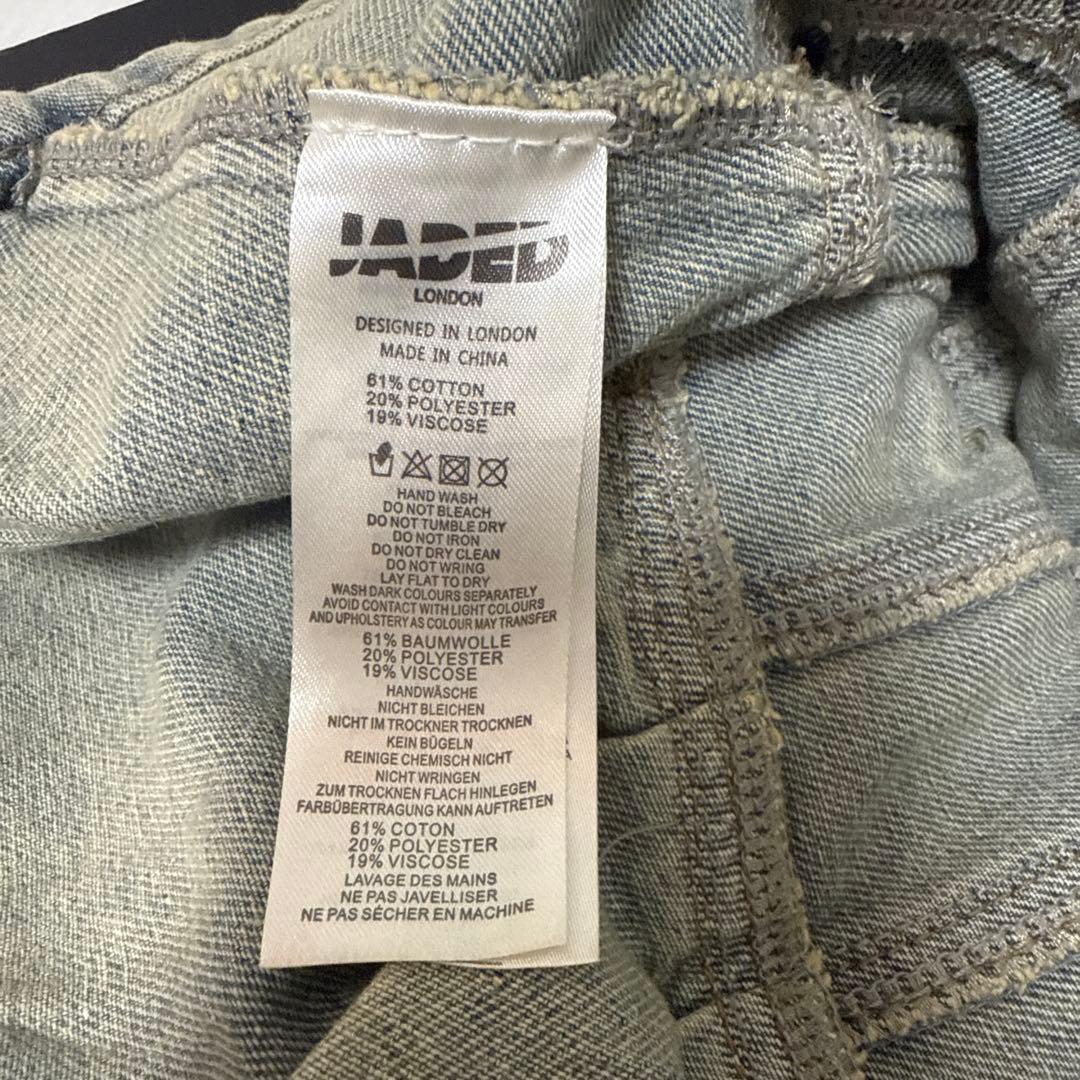 JADED
LONDON
DESIGNED IN LONDON
MADE IN CHINA
61% COTTON
20% POLYESTER
19% VISCOSE
HAND WASH
DO NOT BLEACH
DO NOT TUMBLE DRY
DO NOT IRON
DO NOT DRY CLEAN
DO NOT WRING
LAY FLAT TO DRY
WASH DARK COLOURS SEPARATELY
AVOID CONTACT WITH LIGHT COLOURS
AND UPHOLSTERY AS COLOUR MAY TRANSFER
61% BAUMWOLLE
20% POLYESTER
19% VISCOSE
HANDWÄSCHE
NICHT BLEICHEN
NICHT IM TROCKNER TROCKNEN
KEIN BÜGELN
REINIGE CHEMISCH NICHT
NICHT WRINGEN
ZUM TROCKNEN FLACH HINLEGEN
FARBÜBERTRAGUNG KANN AUFTRETEN
61% COTON
20% POLYESTER
19% VISCOSE
LAVAGE DES MAINS
NE PAS JAVELLISER
NE PAS SÉCHER EN MACHINE